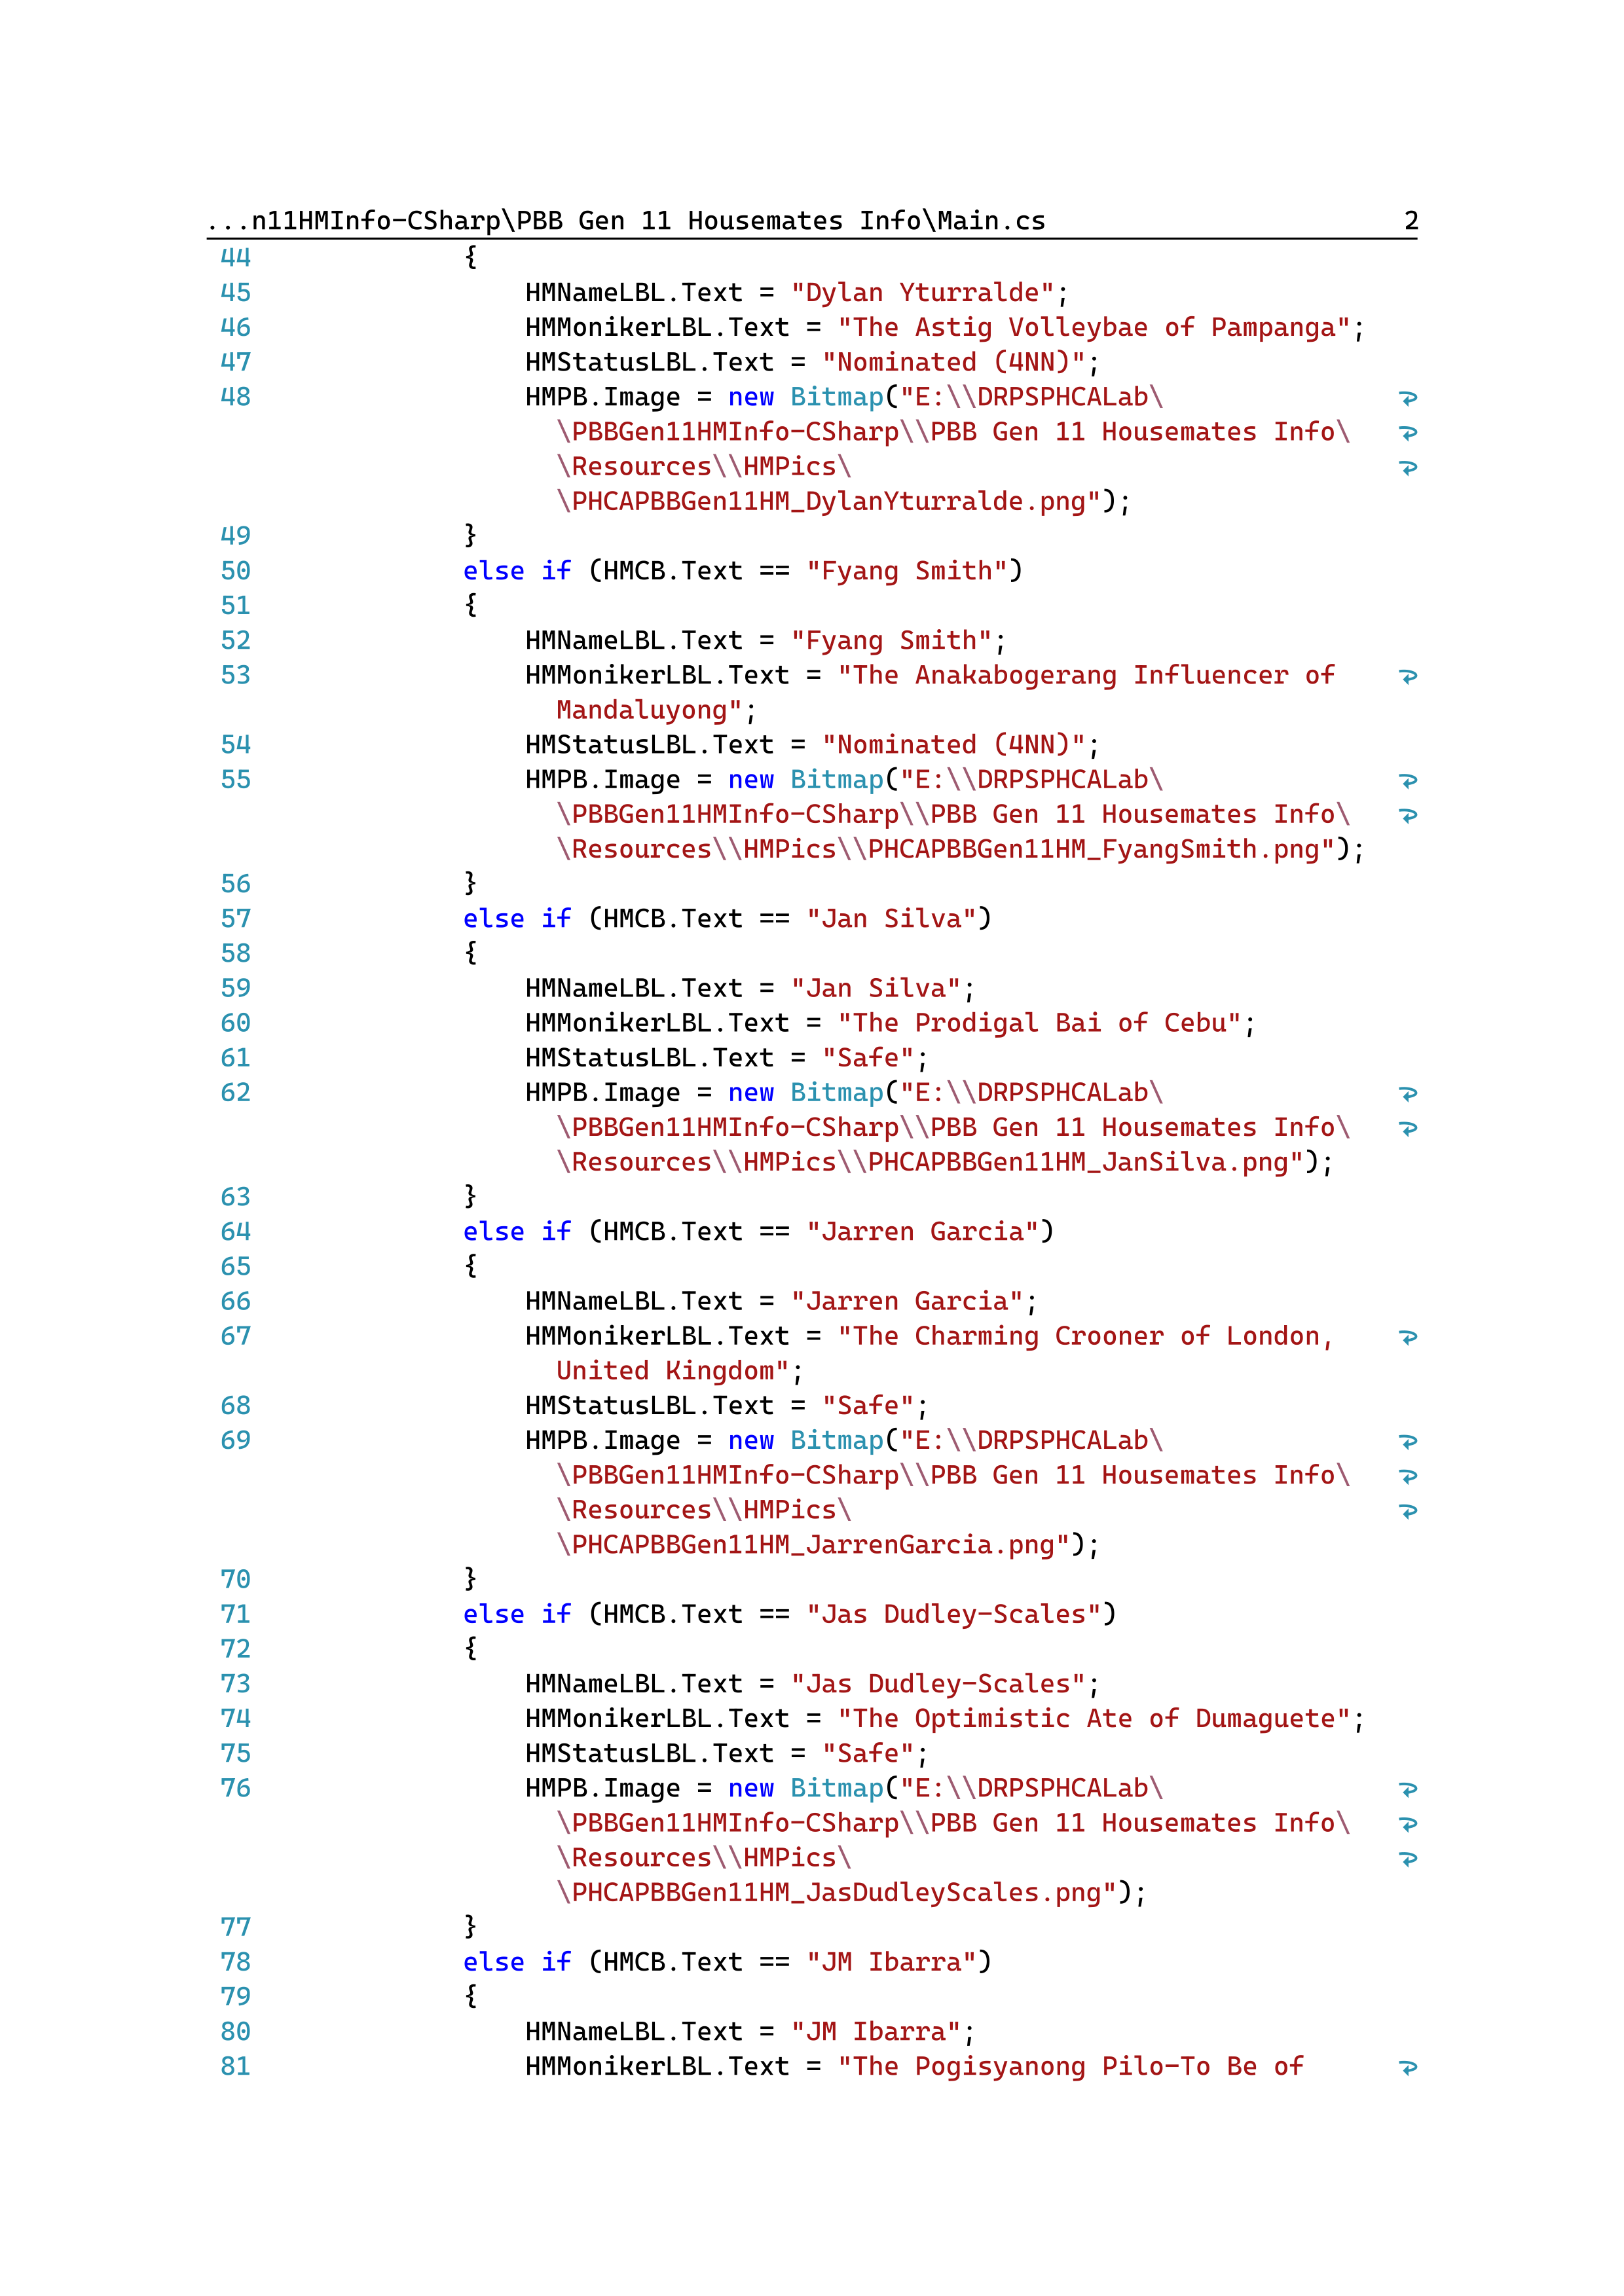 ...n11HMInfo-CSharp\PBB Gen 11 Housemates Info\Main.cs 2
44 {
45 HMNameLBL.Text = "Dylan Yturralde";
46 HMMonikerLBL.Text = "The Astig Volleybae of Pampanga";
47 HMStatusLBL.Text = "Nominated (4NN)";
48 HMPB.Image = new Bitmap("E:\\DRPSPHCALab\
\PBBGen11HMInfo-CSharp\\PBB Gen 11 Housemates Info\
\Resources\\HMPics\
\PHCAPBBGen11HM_DylanYturralde.png");
49 }
50 else if (HMCB.Text == "Fyang Smith")
51 {
52 HMNameLBL.Text = "Fyang Smith";
53 HMMonikerLBL.Text = "The Anakabogerang Influencer of
Mandaluyong";
54 HMStatusLBL.Text = "Nominated (4NN)";
55 HMPB.Image = new Bitmap("E:\\DRPSPHCALab\
\PBBGen11HMInfo-CSharp\\PBB Gen 11 Housemates Info\
\Resources\\HMPics\\PHCAPBBGen11HM_FyangSmith.png");
56 }
57 else if (HMCB.Text == "Jan Silva")
58 {
59 HMNameLBL.Text = "Jan Silva";
60 HMMonikerLBL.Text = "The Prodigal Bai of Cebu";
61 HMStatusLBL.Text = "Safe";
62 HMPB.Image = new Bitmap("E:\\DRPSPHCALab\
\PBBGen11HMInfo-CSharp\\PBB Gen 11 Housemates Info\
\Resources\\HMPics\\PHCAPBBGen11HM_JanSilva.png");
63 }
64 else if (HMCB.Text == "Jarren Garcia")
65 {
66 HMNameLBL.Text = "Jarren Garcia";
67 HMMonikerLBL.Text = "The Charming Crooner of London,
United Kingdom";
68 HMStatusLBL.Text = "Safe";
69 HMPB.Image = new Bitmap("E:\\DRPSPHCALab\
\PBBGen11HMInfo-CSharp\\PBB Gen 11 Housemates Info\
\Resources\\HMPics\
\PHCAPBBGen11HM_JarrenGarcia.png");
70 }
71 else if (HMCB.Text == "Jas Dudley-Scales")
72 {
73 HMNameLBL.Text = "Jas Dudley-Scales";
74 HMMonikerLBL.Text = "The Optimistic Ate of Dumaguete";
75 HMStatusLBL.Text = "Safe";
76 HMPB.Image = new Bitmap("E:\\DRPSPHCALab\
\PBBGen11HMInfo-CSharp\\PBB Gen 11 Housemates Info\
\Resources\\HMPics\
\PHCAPBBGen11HM_JasDudleyScales.png");
77 }
78 else if (HMCB.Text == "JM Ibarra")
79 {
80 HMNameLBL.Text = "JM Ibarra";
81 HMMonikerLBL.Text = "The Pogisyanong Pilo-To Be of